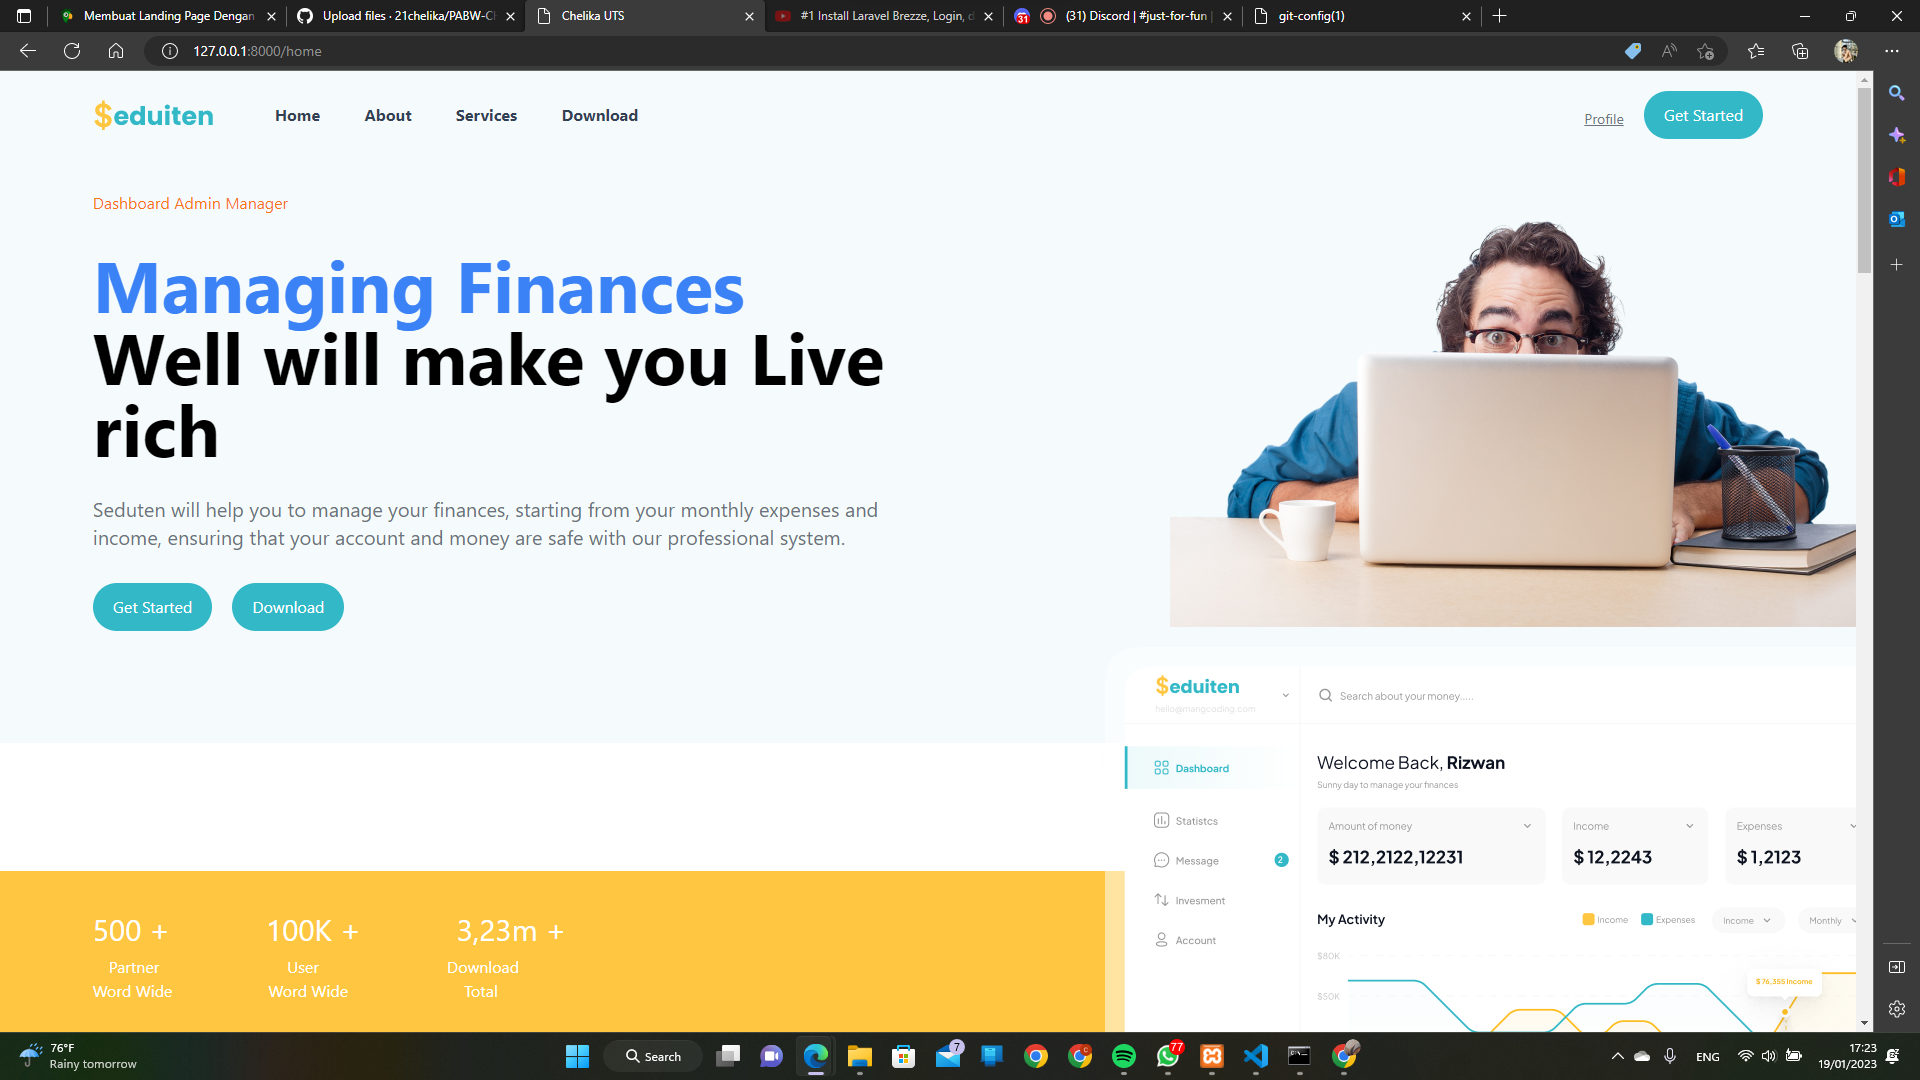 Membuat Landing Page Dengan
Upload files · 21chelika/PABW-Ch
Chelika UTS
#1 Install Laravel Brezze, Login, d
31
(31) Discord | #just-for-fun |
git-config(1)
127.0.0.1:8000/home
$eduiten
Home
About
Services
Download
Profile
Get Started
Dashboard Admin Manager
Managing Finances
Well will make you Live
rich
Seduten will help you to manage your finances, starting from your monthly expenses and
income, ensuring that your account and money are safe with our professional system.
Get Started
Download
$eduiten
hello@mangcoding.com
Search about your money.....
Dashboard
Statistcs
Message
2
Invesment
Account
Welcome Back, Rizwan
Sunny day to manage your finances
Amount of money
$ 212,2122,12231
Income
$ 12,2243
Expenses
$ 1,2123
My Activity
Income
Expenses
Income
Monthly
$80K
$50K
$ 76,355 Income
500 +
Partner
Word Wide
100K +
User
Word Wide
3,23m +
Download
Total
76°F
Rainy tomorrow
Search
7
77
ENG
17:23
19/01/2023